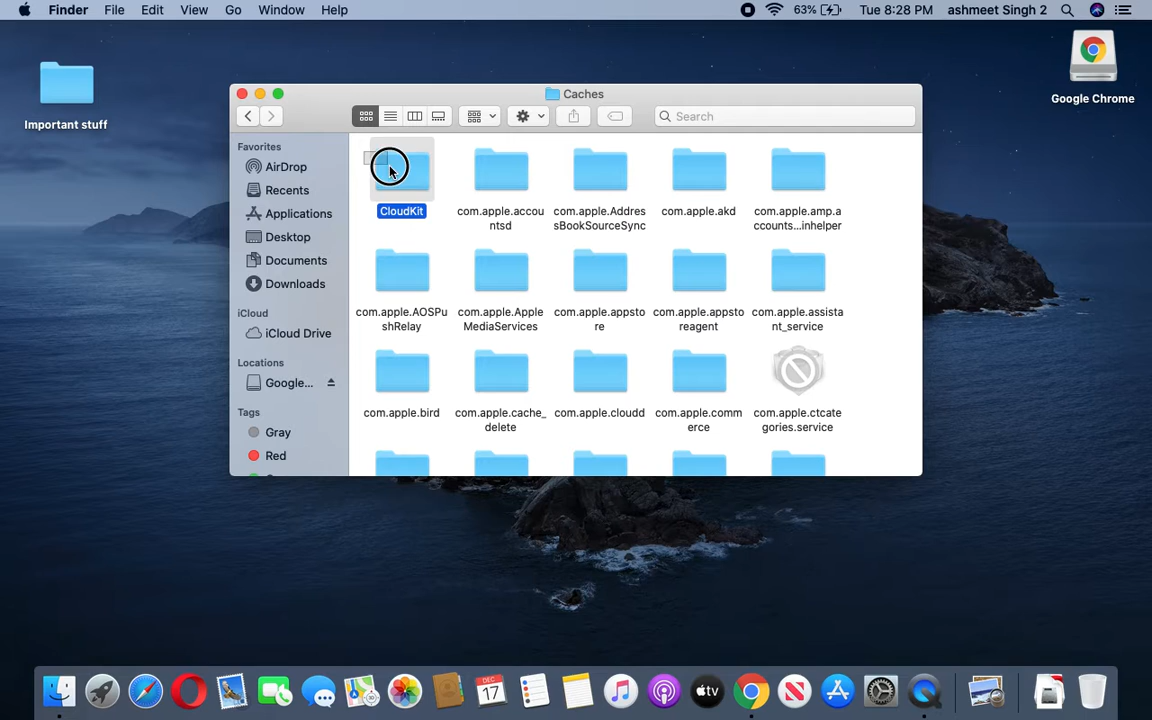 Finder File Edit View Go Window Help
63% Tue 8:28 PM ashmeet Singh 2
Important stuff
Google Chrome
Caches
Search
Favorites
AirDrop
Recents
Applications
Desktop
Documents
Downloads
iCloud
iCloud Drive
Locations
Google...
Tags
Gray
Red
CloudKit
com.apple.accou
ntsd
com.apple.Addres
sBookSourceSync
com.apple.akd
com.apple.amp.a
ccounts...inhelper
com.apple.AOSPu
shRelay
com.apple.Apple
MediaServices
com.apple.appsto
re
com.apple.appsto
reagent
com.apple.assista
nt_service
com.apple.bird
com.apple.cache_
delete
com.apple.cloudd
com.apple.comm
erce
com.apple.ctcate
gories.service
DEC
17
tv